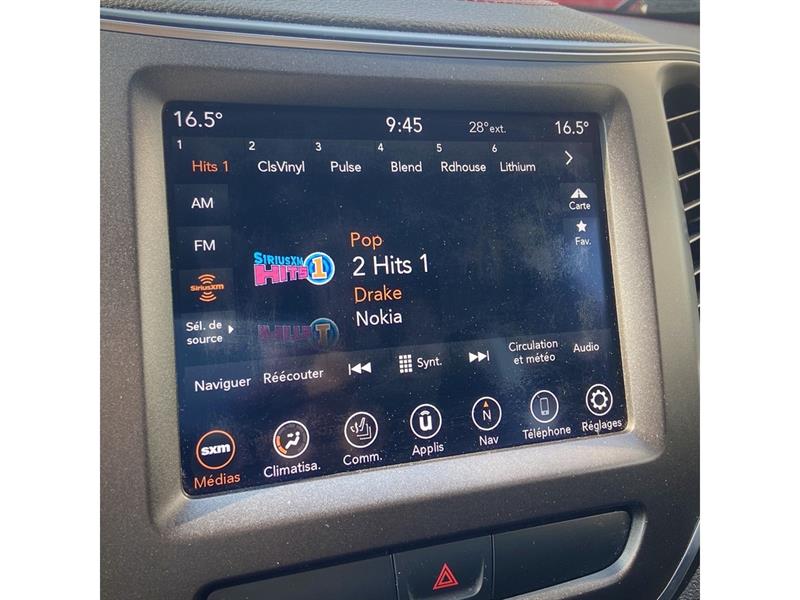 16.5° 9:45 28°ext. 16.5°
1 2 3 4 5 6
Hits 1 ClsVinyl Pulse Blend Rdhouse Lithium
AM
FM
SiriusXM
Sél. de
source
Carte
Fav.
SIRIUSXM
HITS 1
Pop
2 Hits 1
Drake
Nokia
Naviguer Réécouter Synt. Circulation
et météo Audio
sxm
Médias Climatisa. Comm. Applis Nav Téléphone Réglages
N